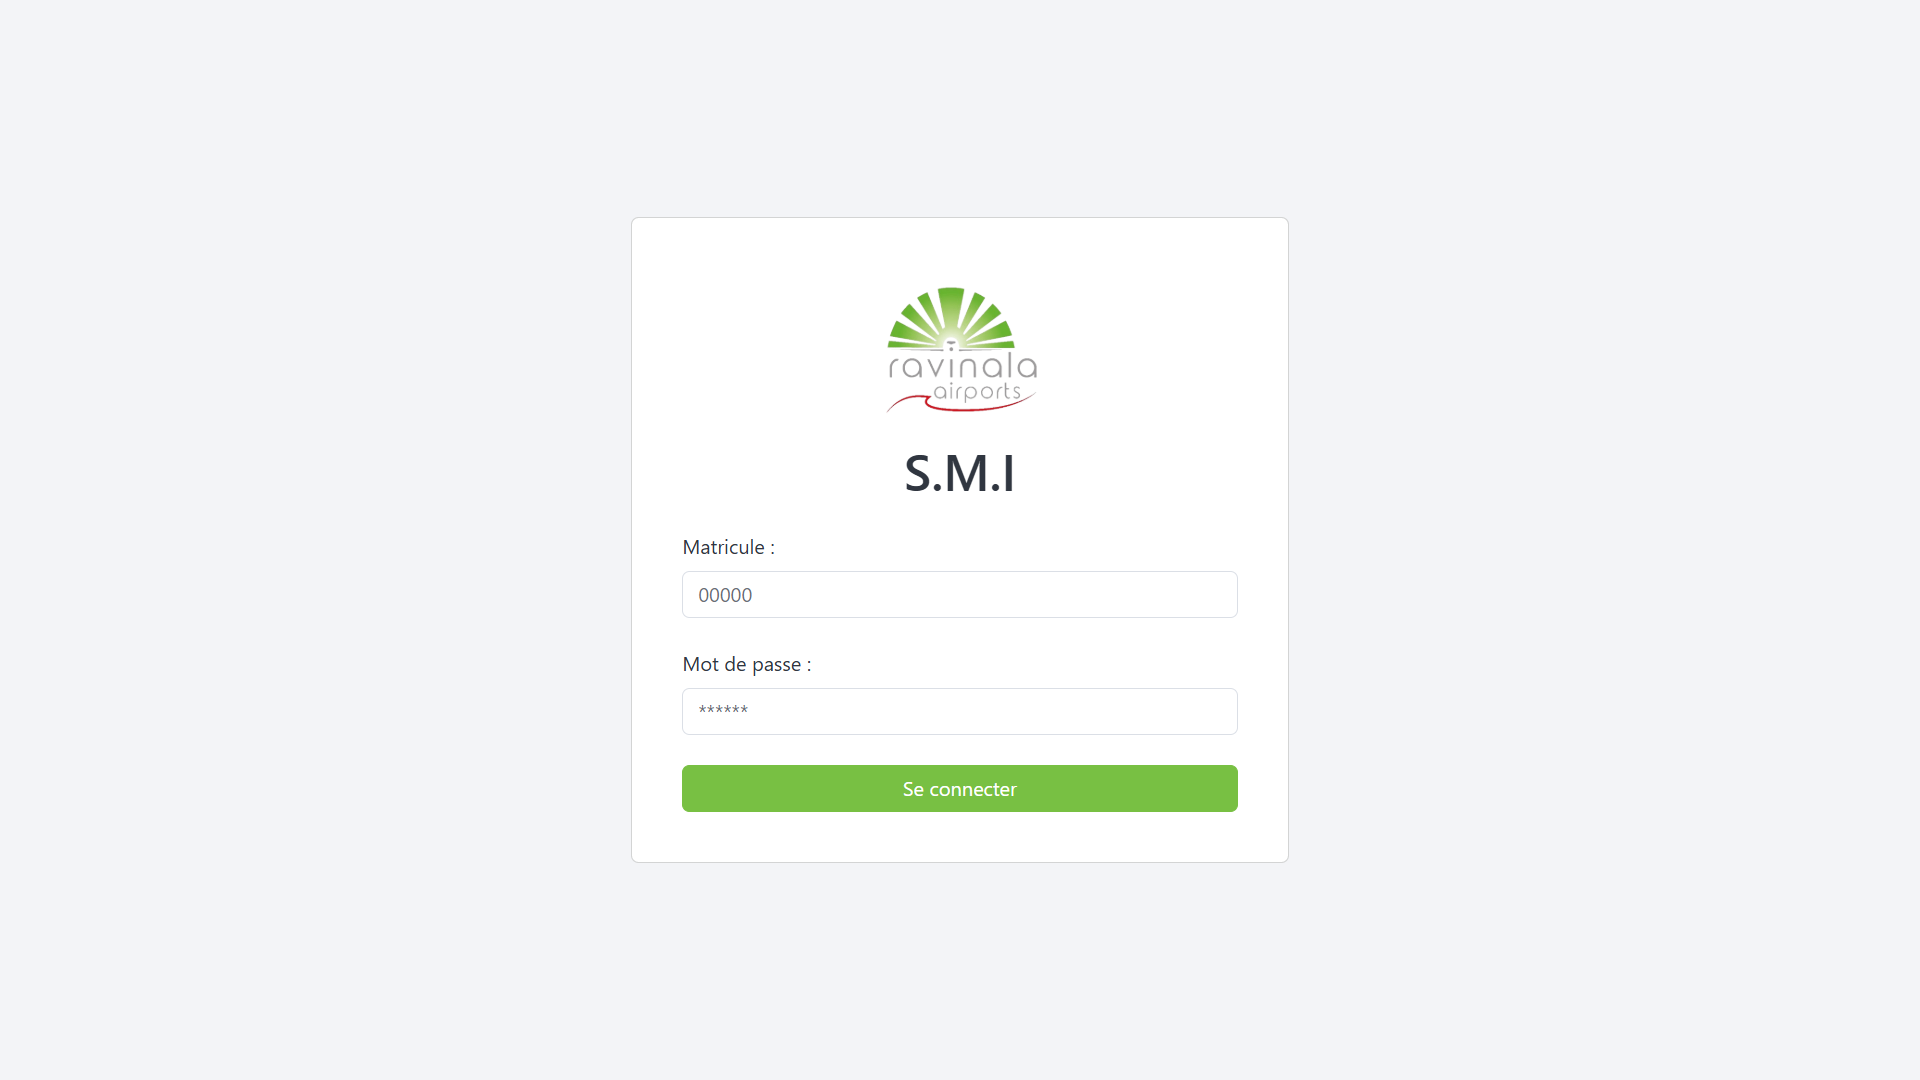 ravinala
airports
S.M.I
Matricule :
00000
Mot de passe :
******
Se connecter